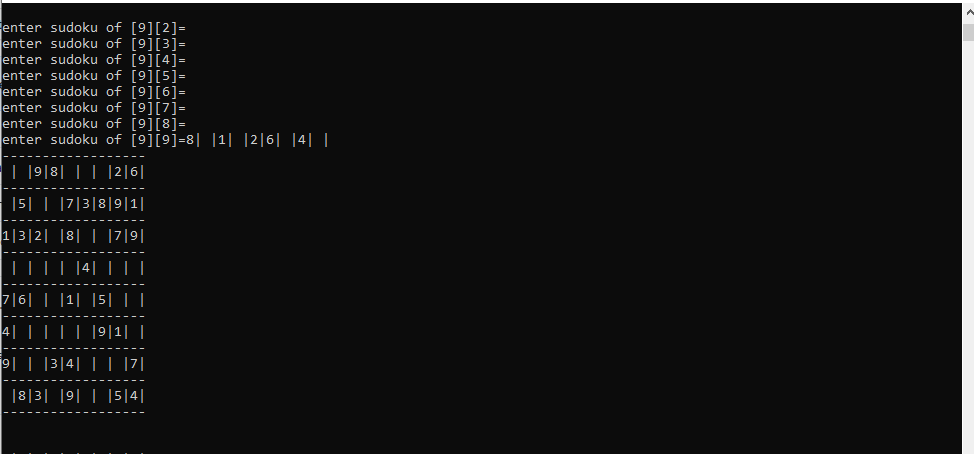 enter sudoku of [9][2]=
enter sudoku of [9][3]=
enter sudoku of [9][4]=
enter sudoku of [9][5]=
enter sudoku of [9][6]=
enter sudoku of [9][7]=
enter sudoku of [9][8]=
enter sudoku of [9][9]=8| |1| |2|6| |4| |
------------------
 | |9|8| | | |2|6|
------------------
 |5| | |7|3|8|9|1|
------------------
1|3|2| |8| | |7|9|
------------------
 | | | | |4| | | |
------------------
7|6| | |1| |5| | |
------------------
4| | | | | |9|1| |
------------------
9| | |3|4| | | |7|
------------------
 |8|3| |9| | |5|4|
------------------